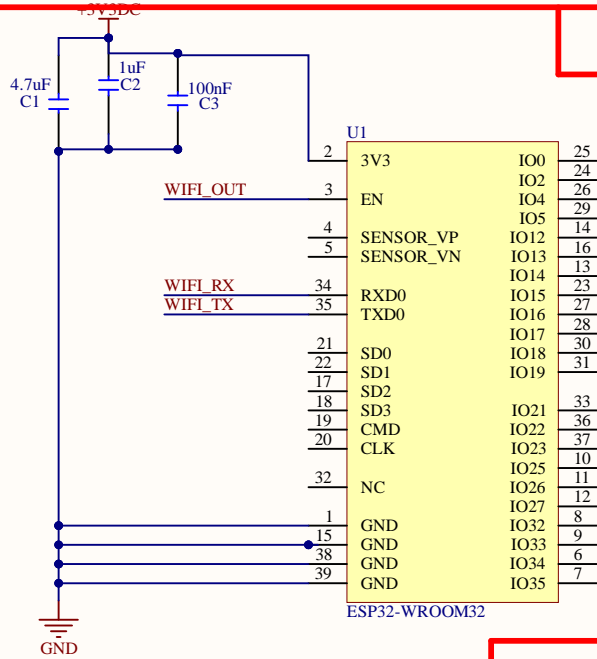 +3V3DC
4.7uF
C1
1uF
C2
100nF
C3
U1
2 3V3 IO0 25
IO2 24
WIFI_OUT 3 EN IO4 26
IO5 29
4 SENSOR_VP IO12 14
5 SENSOR_VN IO13 16
IO14 13
WIFI_RX 34 RXD0 IO15 23
WIFI_TX 35 TXD0 IO16 27
IO17 28
21 SD0 IO18 30
22 SD1 IO19 31
17 SD2
18 SD3 IO21 33
19 CMD IO22 36
20 CLK IO23 37
IO25 10
32 NC IO26 11
IO27 12
1 GND IO32 8
15 GND IO33 9
38 GND IO34 6
39 GND IO35 7
ESP32-WROOM32
GND